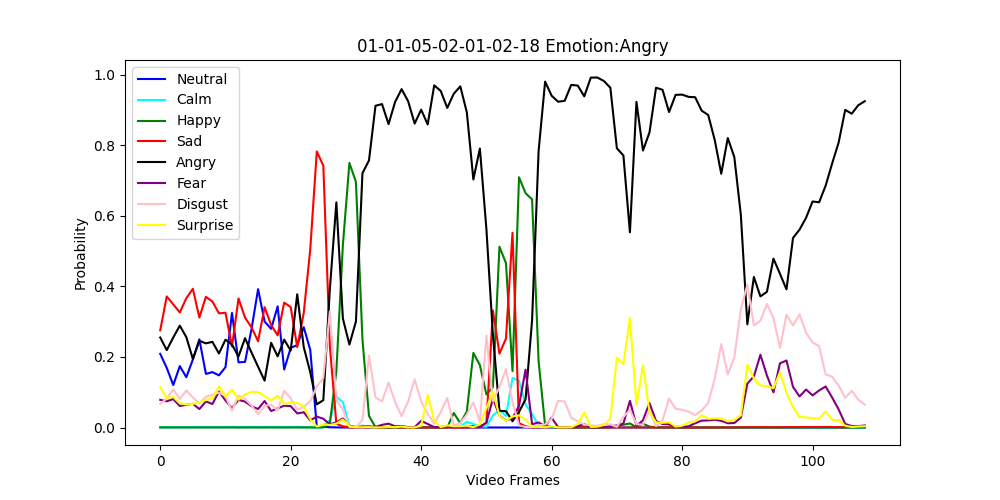 01-01-05-02-01-02-18 Emotion:Angry
1.0
0.8
0.6
0.4
0.2
0.0
Probability
Neutral
Calm
Happy
Sad
Angry
Fear
Disgust
Surprise
0 20 40 60 80 100
Video Frames